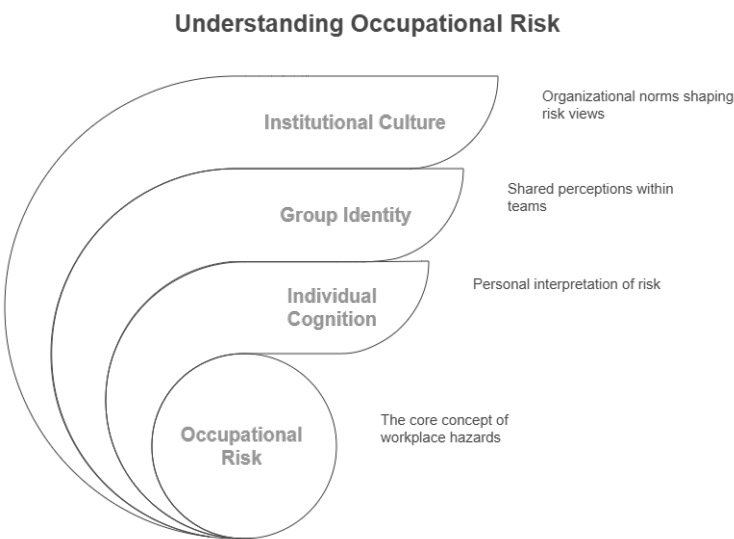 Understanding Occupational Risk
Institutional Culture
Organizational norms shaping
risk views
Group Identity
Shared perceptions within
teams
Individual
Cognition
Personal interpretation of risk
Occupational
Risk
The core concept of
workplace hazards